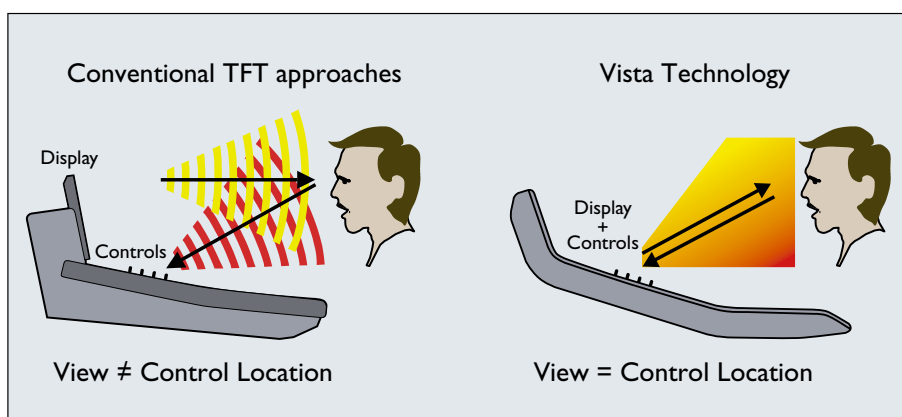 Conventional TFT approaches
Display
Controls
View ≠ Control Location
Vista Technology
Display
+
Controls
View = Control Location